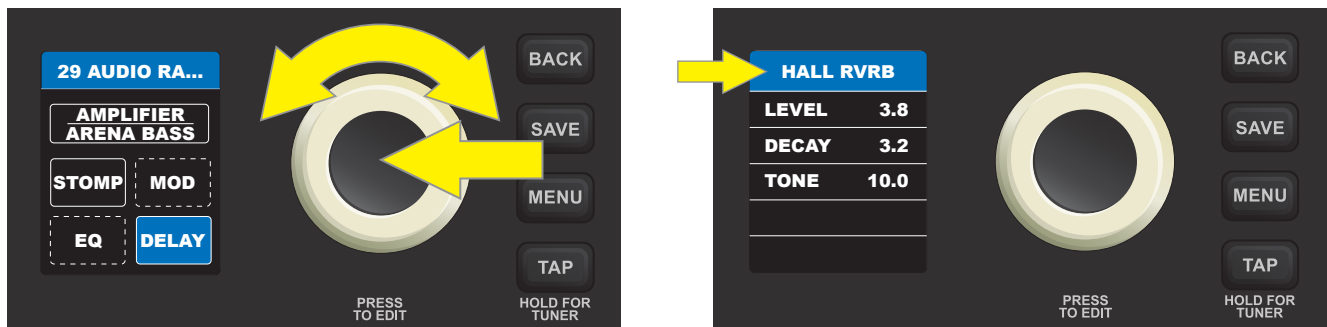 29 AUDIO RA...
AMPLIFIER
ARENA BASS
STOMP
MOD
EQ
DELAY
BACK
SAVE
MENU
TAP
PRESS
TO EDIT
HOLD FOR
TUNER
HALL RVRB
LEVEL 3.8
DECAY 3.2
TONE 10.0
BACK
SAVE
MENU
TAP
PRESS
TO EDIT
HOLD FOR
TUNER